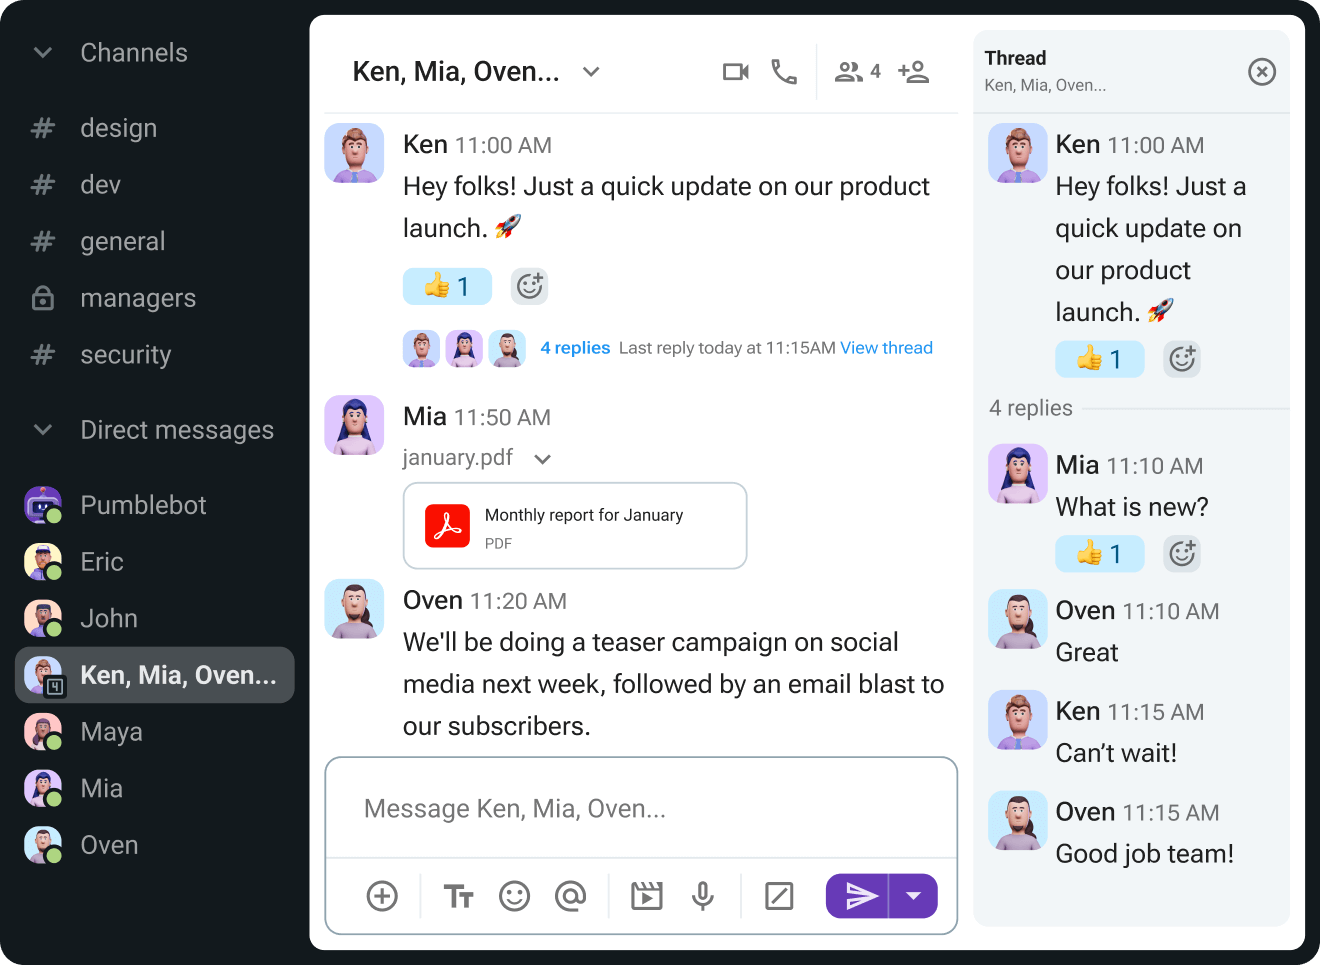 Channels
# design
# dev
# general
managers
# security
Direct messages
Pumblebot
Eric
John
4
Ken, Mia, Oven...
Maya
Mia
Oven
Ken, Mia, Oven...
4
Ken 11:00 AM
Hey folks! Just a quick update on our product
launch. 🚀
👍 1
4 replies Last reply today at 11:15AM View thread
Mia 11:50 AM
january.pdf
Monthly report for January
PDF
Oven 11:20 AM
We'll be doing a teaser campaign on social
media next week, followed by an email blast to
our subscribers.
Message Ken, Mia, Oven...
Tт
@
Thread
Ken, Mia, Oven...
Ken 11:00 AM
Hey folks! Just a
quick update on
our product
launch. 🚀
👍 1
4 replies
Mia 11:10 AM
What is new?
👍 1
Oven 11:10 AM
Great
Ken 11:15 AM
Can’t wait!
Oven 11:15 AM
Good job team!